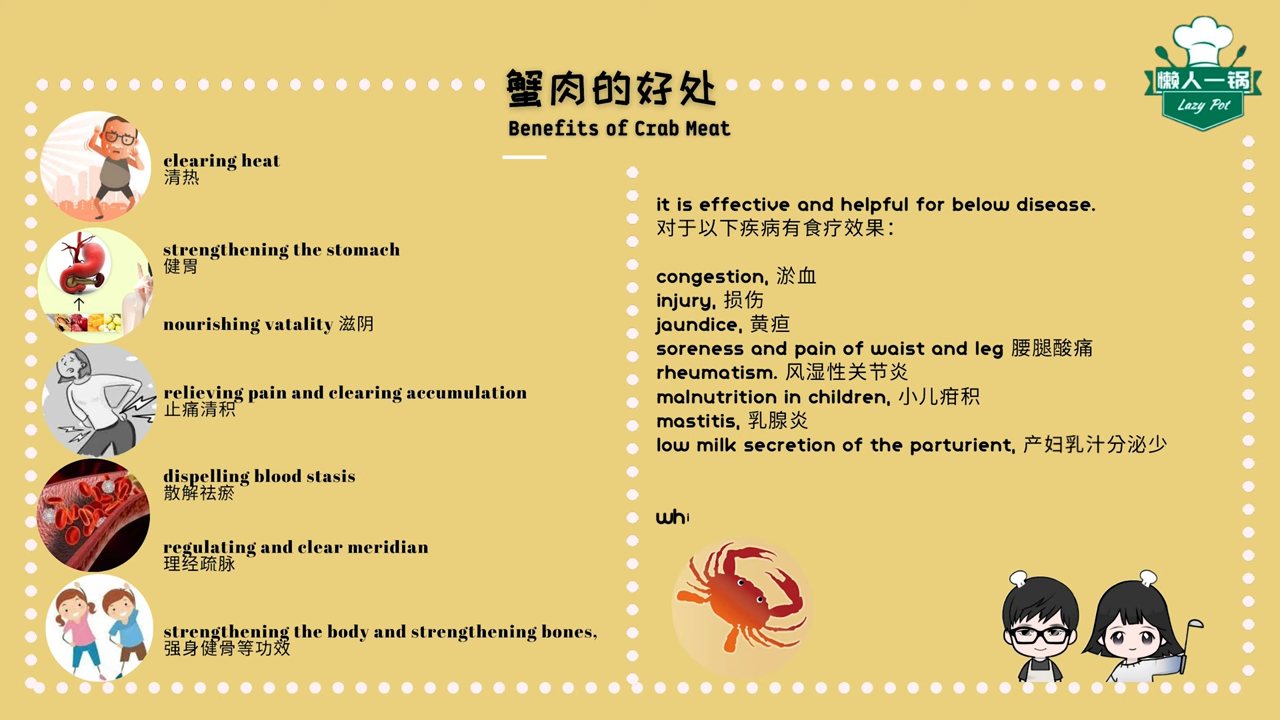 懒人一锅
Lazy Pot
蟹肉的好处
Benefits of Crab Meat
clearing heat
清热
strengthening the stomach
健胃
nourishing vatality 滋阴
relieving pain and clearing accumulation
止痛清积
dispelling blood stasis
散解祛瘀
regulating and clear meridian
理经疏脉
strengthening the body and strengthening bones,
强身健骨等功效
it is effective and helpful for below disease.
对于以下疾病有食疗效果：
congestion, 淤血
injury, 损伤
jaundice, 黄疸
soreness and pain of waist and leg 腰腿酸痛
rheumatism. 风湿性关节炎
malnutrition in children, 小儿疳积
mastitis, 乳腺炎
low milk secretion of the parturient, 产妇乳汁分泌少
whi